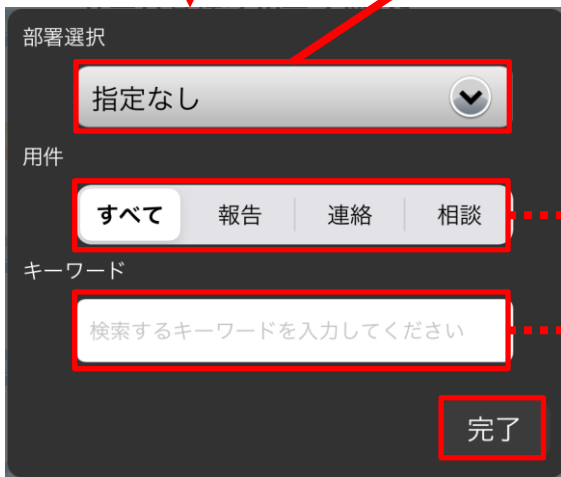 部署選択
指定なし
用件
すべて 報告 連絡 相談
キーワード
検索するキーワードを入力してください
完了